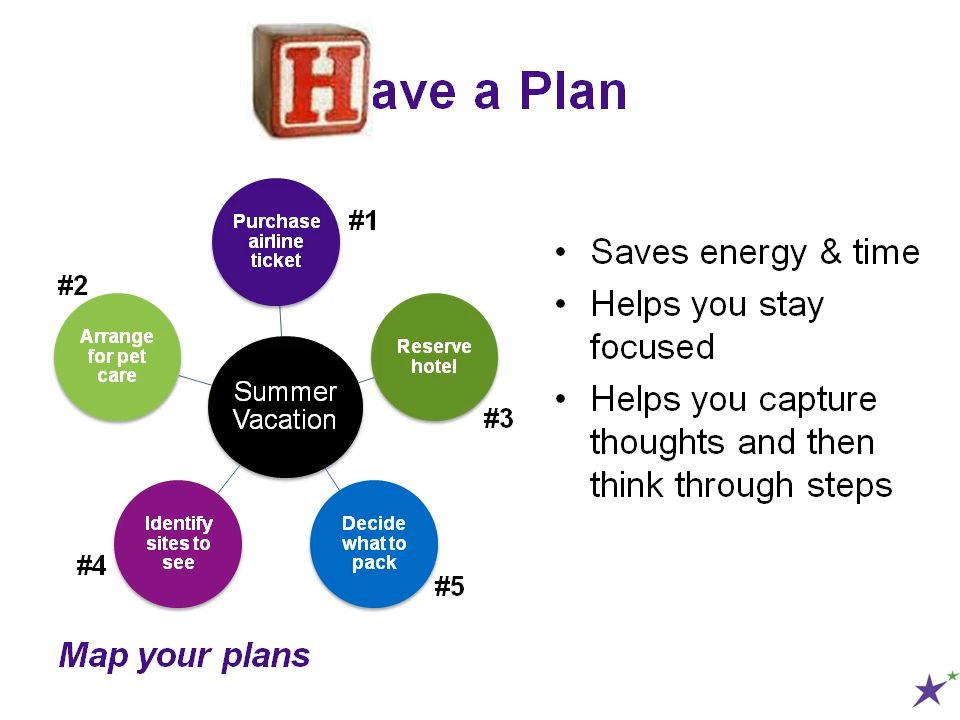 Have a Plan
Purchase
airline
ticket
#1
#2
Arrange
for pet
care
Reserve
hotel
#3
Summer
Vacation
Identify
sites to
see
#4
Decide
what to
pack
#5
Map your plans
• Saves energy & time
• Helps you stay
focused
• Helps you capture
thoughts and then
think through steps